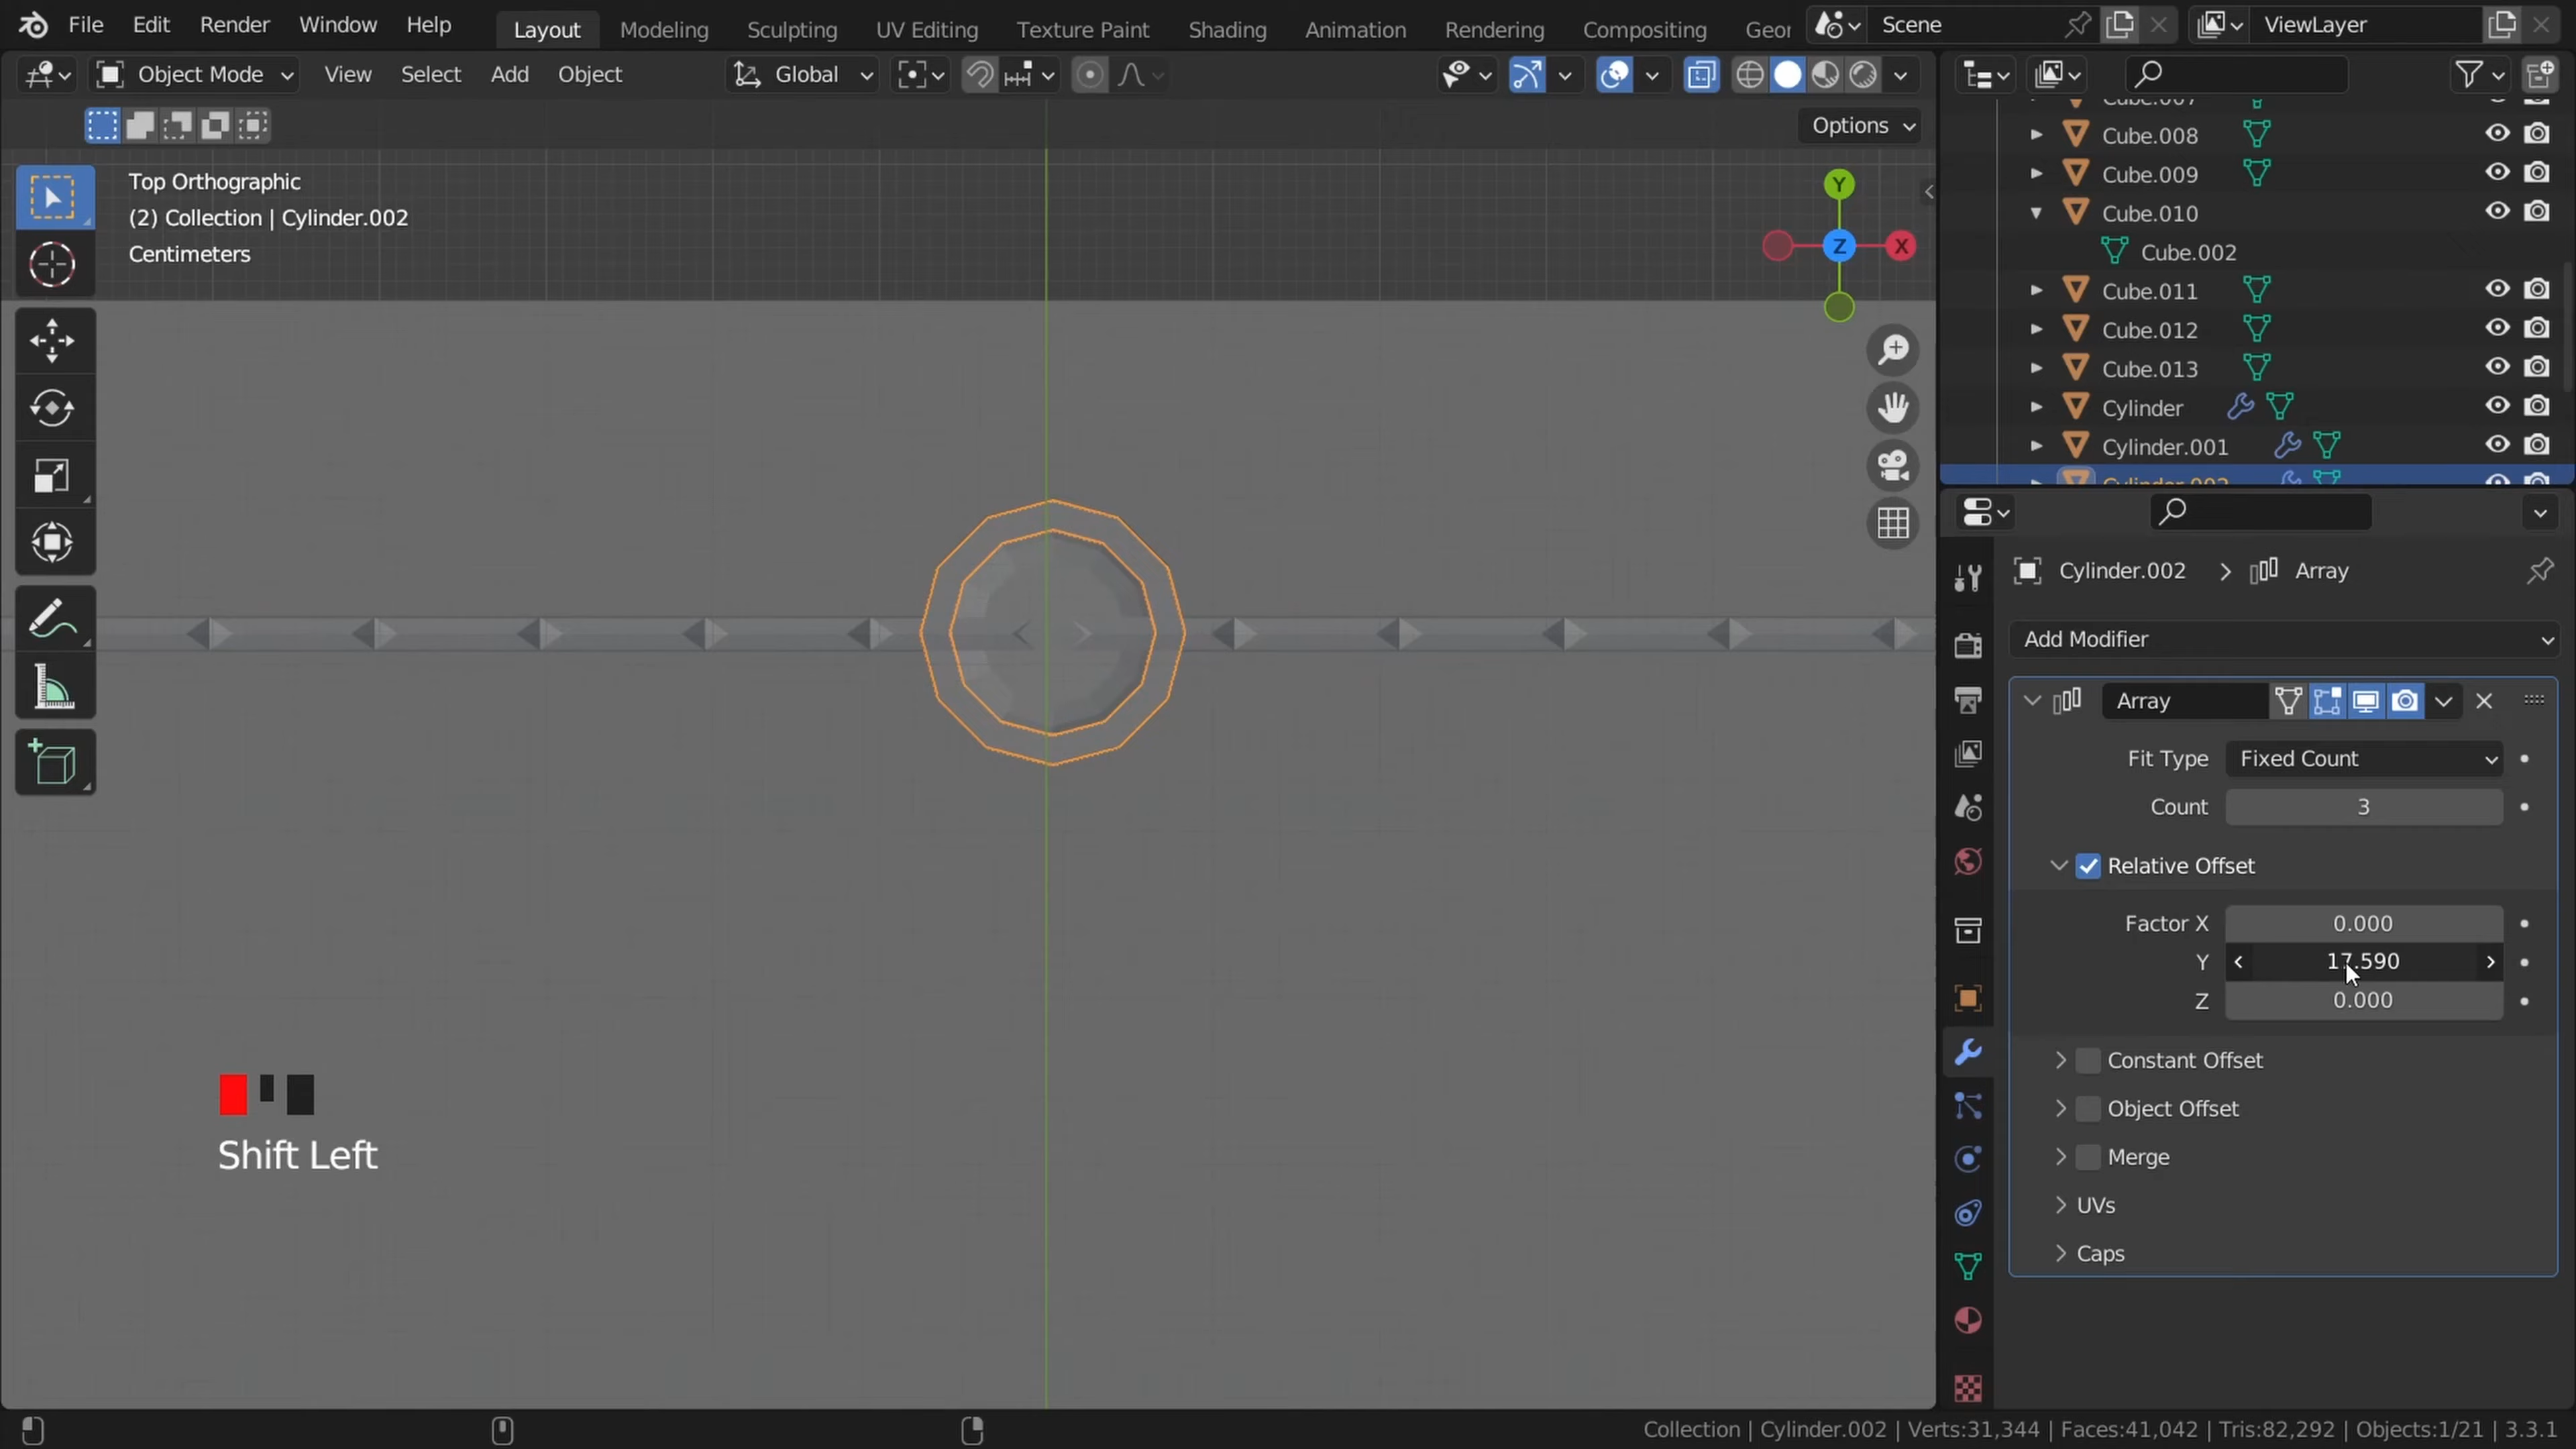 File Edit Render Window Help Layout Modeling Sculpting UV Editing Texture Paint Shading Animation Rendering Compositing Geor Scene ViewLayer
Object Mode View Select Add Object Global
Options
Top Orthographic
(2) Collection | Cylinder.002
Centimeters
Y
Z
X
Cube.007
Cube.008
Cube.009
Cube.010
Cube.002
Cube.011
Cube.012
Cube.013
Cylinder
Cylinder.001
Cylinder.002
Cylinder.002 > Array
Add Modifier
Array
Fit Type Fixed Count
Count 3
Relative Offset
Factor X 0.000
Y 17.590
Z 0.000
Constant Offset
Object Offset
Merge
UVs
Caps
Shift Left
Collection | Cylinder.002 | Verts:31,344 | Faces:41,042 | Tris:82,292 | Objects:1/21 | 3.3.1